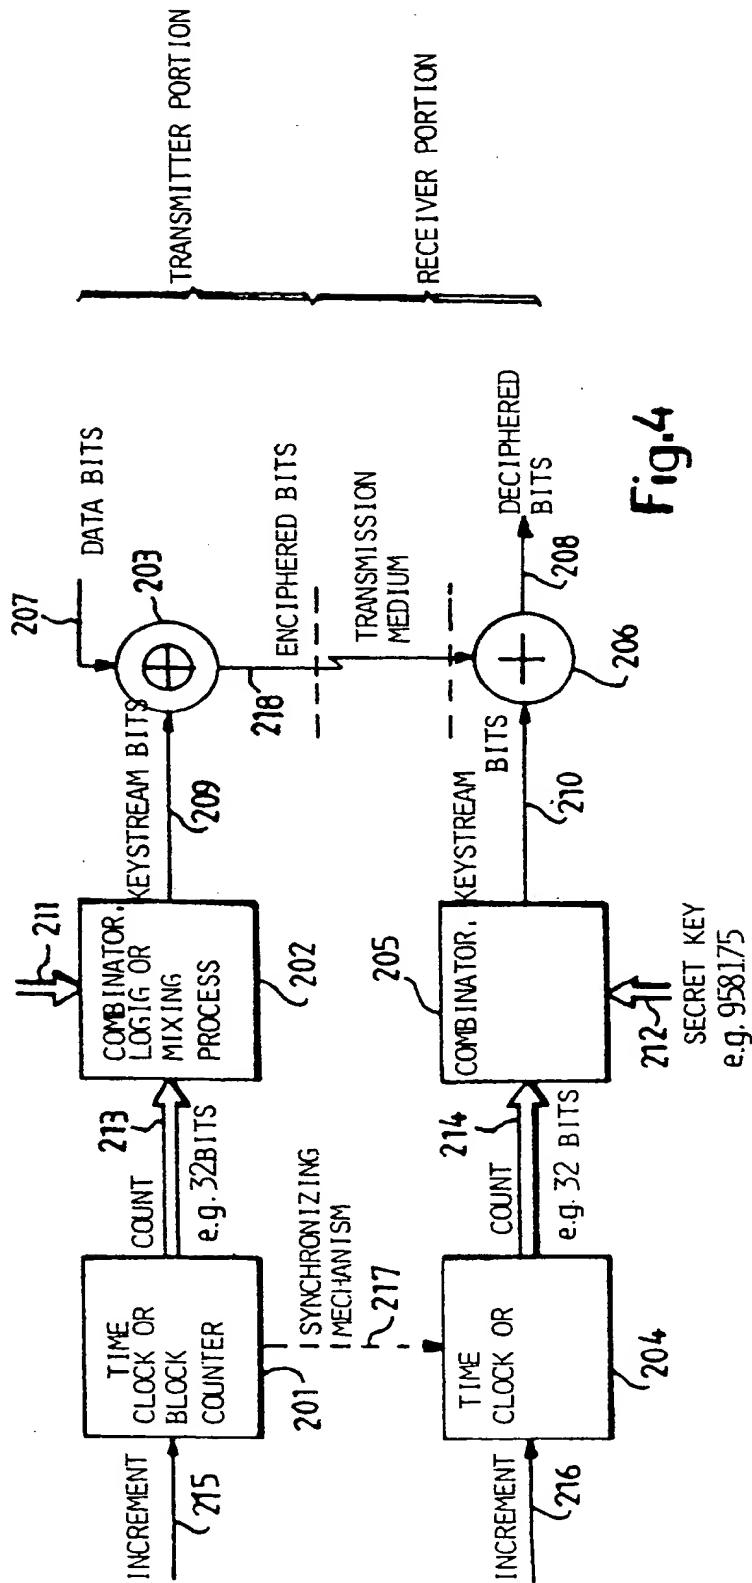 TRANSMITTER PORTION
RECEIVER PORTION
207
DATA BITS
203
211
KEYSTREAM BITS
209
218
ENCIPHERED BITS
COMBINATOR.
LOGIG OR
MIXING
PROCESS
202
213
COUNT
e.g. 32BITS
TIME
CLOCK OR
BLOCK
COUNTER
201
INCREMENT
215
SYNCHRONIZING
MECHANISM
217
TRANSMISSION
MEDIUM
DECIPHERED
BITS
208
206
KEYSTREAM
BITS
210
205
COMBINATOR.
212
SECRET KEY
e.g. 958175
214
COUNT
e.g. 32 BITS
TIME
CLOCK OR
204
INCREMENT
216
Fig.4